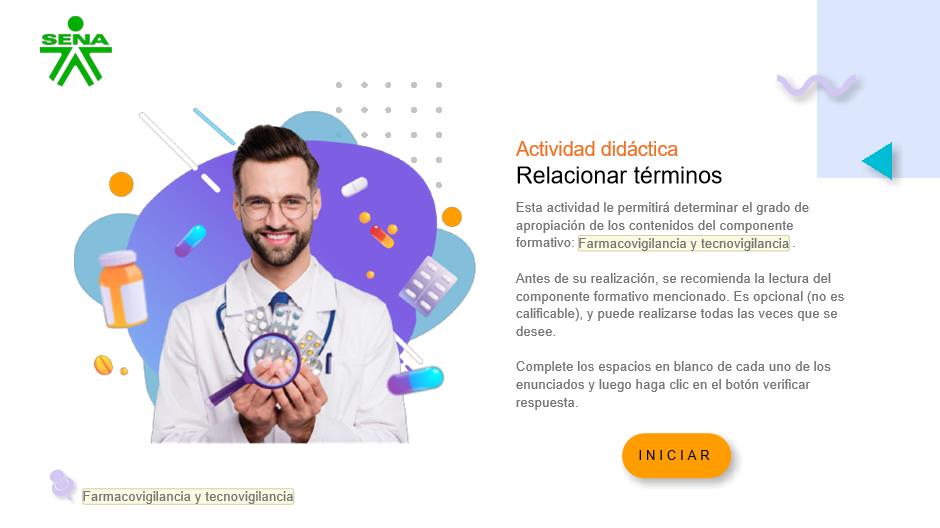 SENA
Actividad didáctica
Relacionar términos
Esta actividad le permitirá determinar el grado de
apropiación de los contenidos del componente
formativo: Farmacovigilancia y tecnovigilancia .
Antes de su realización, se recomienda la lectura del
componente formativo mencionado. Es opcional (no es
calificable), y puede realizarse todas las veces que se
desee.
Complete los espacios en blanco de cada uno de los
enunciados y luego haga clic en el botón verificar
respuesta.
INICIAR
Farmacovigilancia y tecnovigilancia